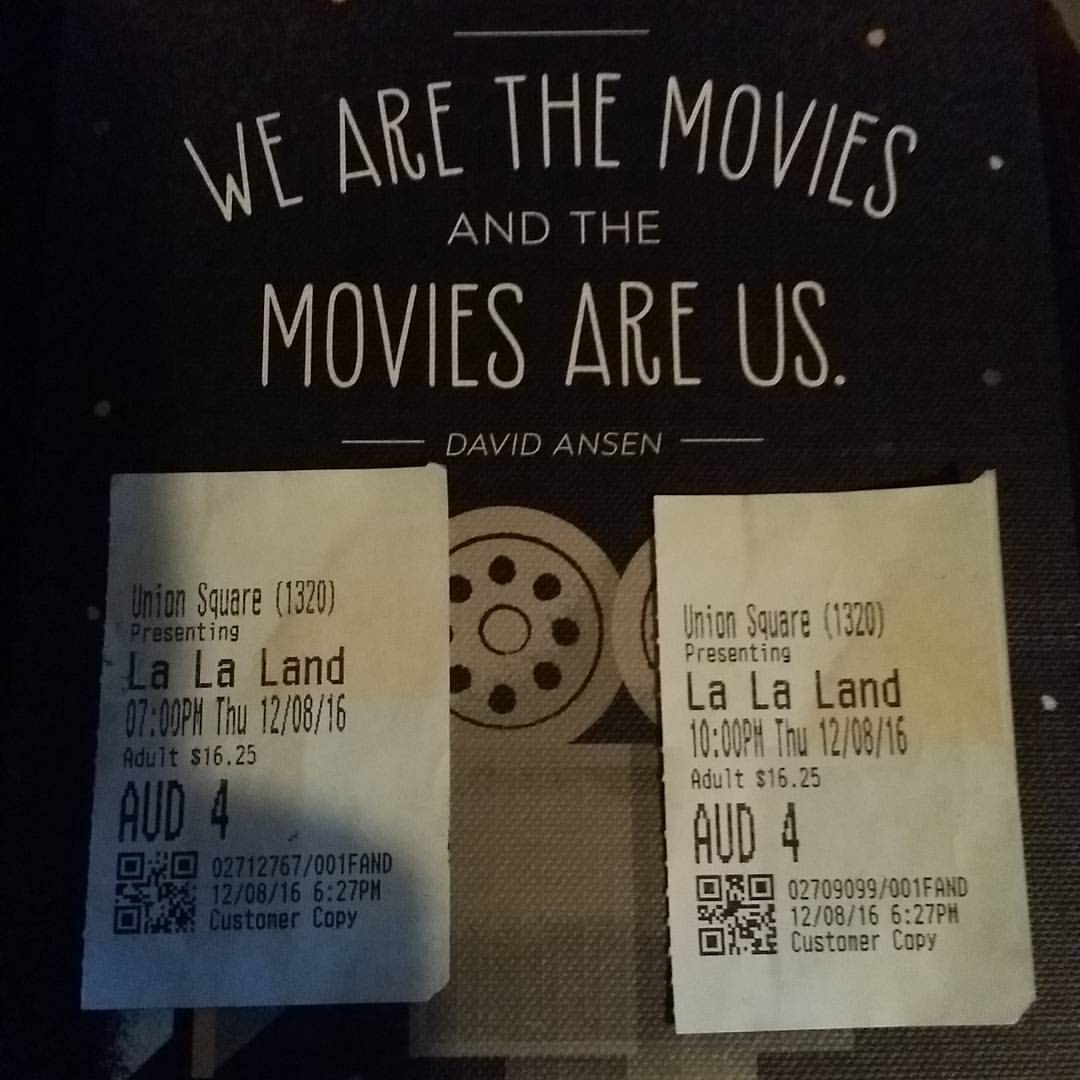 WE ARE THE MOVIES
AND THE
MOVIES ARE US.
DAVID ANSEN
Union Square (1320)
Presenting
La La Land
07:00PM Thu 12/08/16
Adult $16.25
AUD 4
02712767/001FAND
12/08/16 6:27PM
Customer Copy
Union Square (1320)
Presenting
La La Land
10:00PM Thu 12/08/16
Adult $16.25
AUD 4
02709099/001FAND
12/08/16 6:27PM
Customer Copy